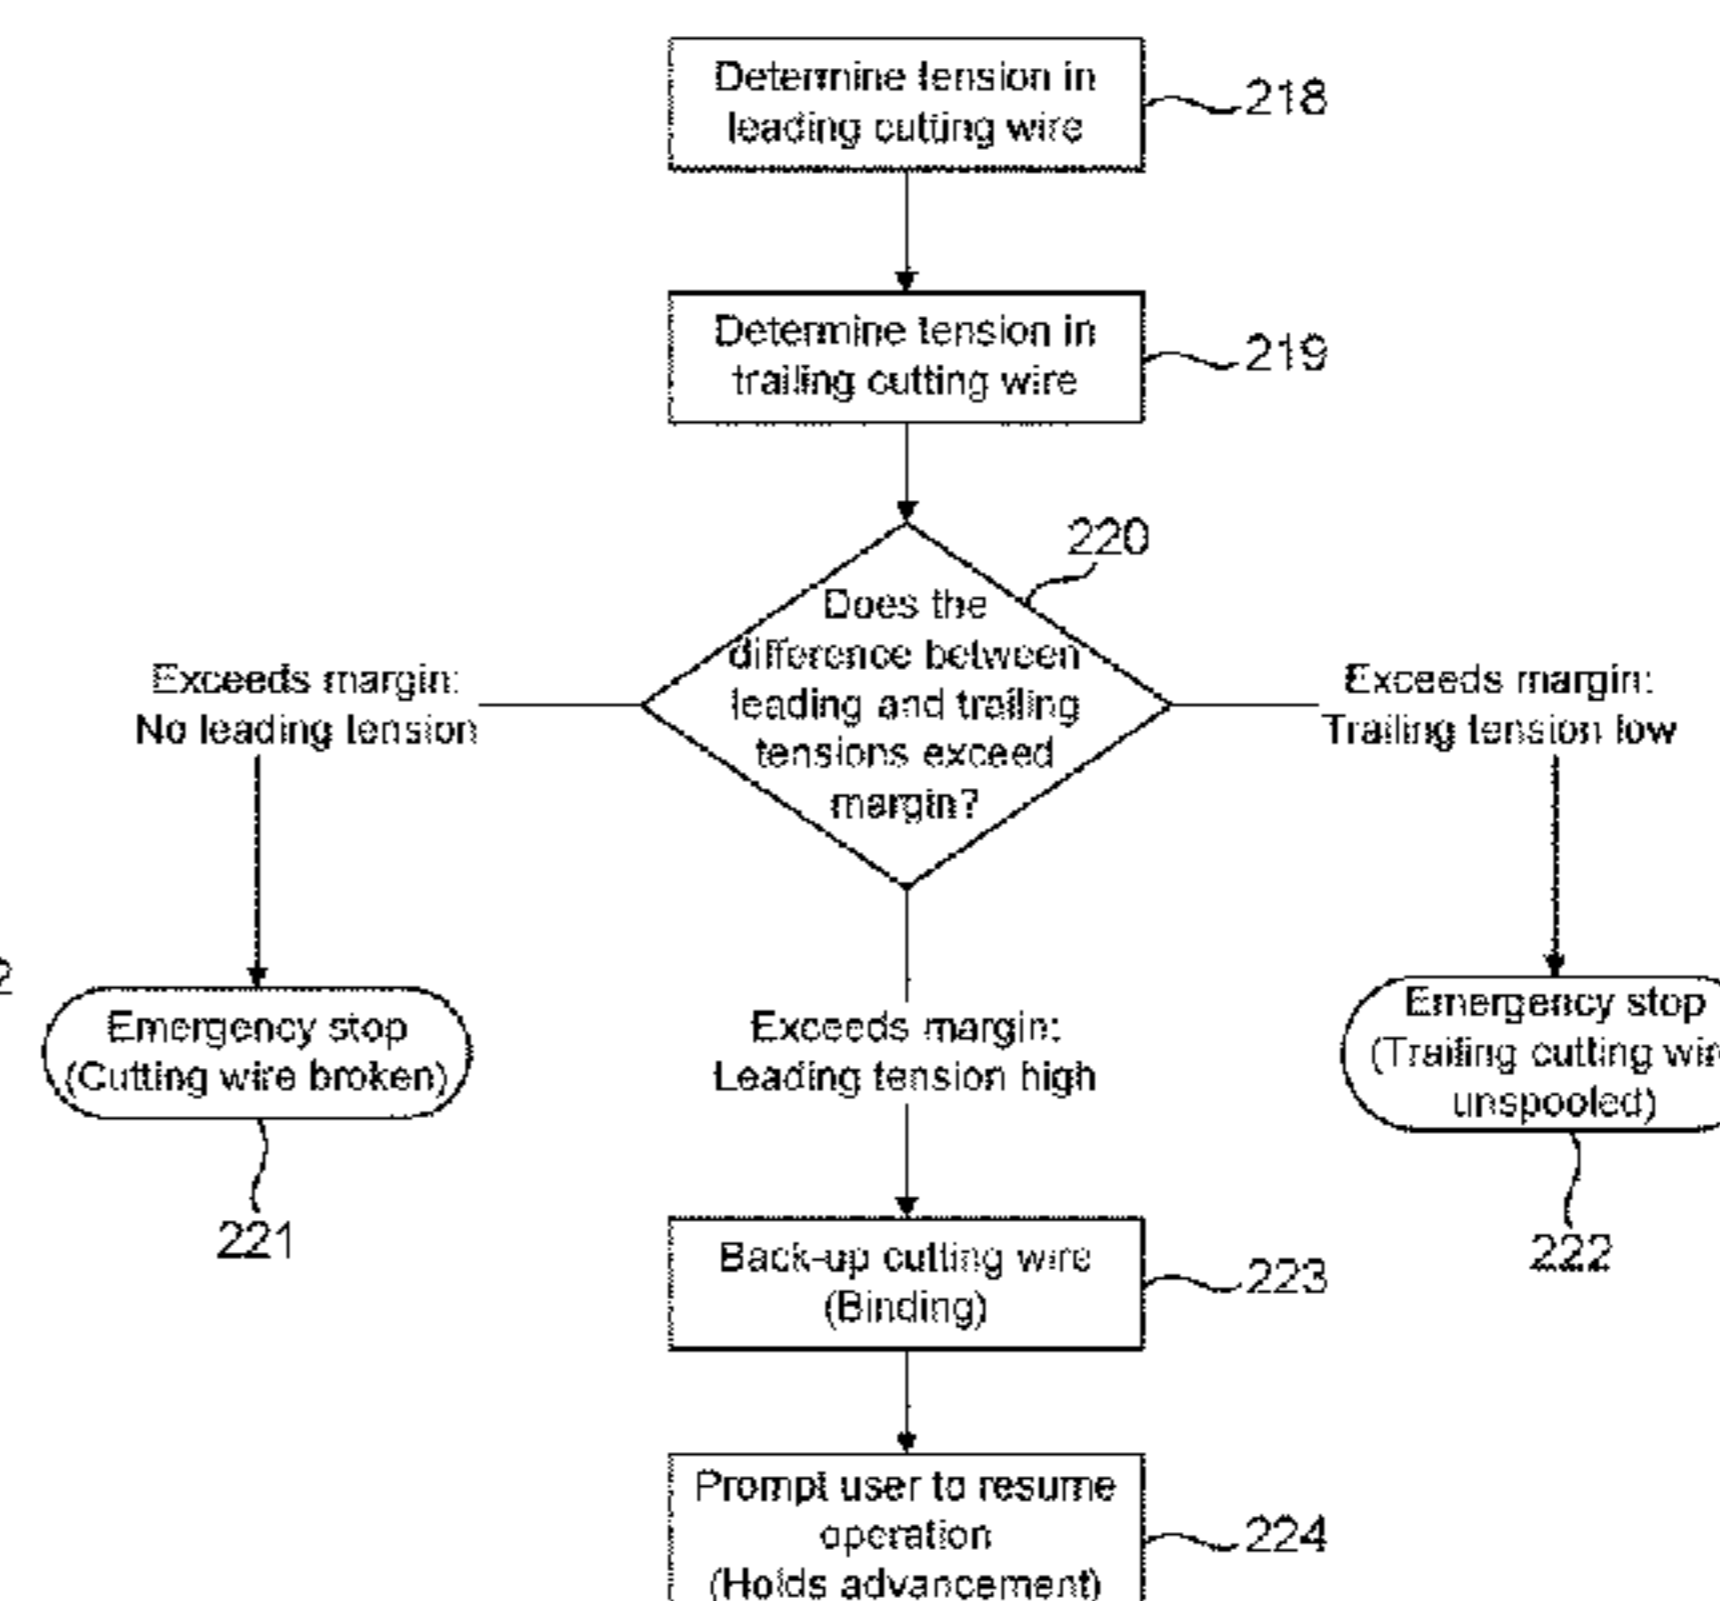 Determine tension in
leading cutting wire
218
Determine tension in
trailing cutting wire
219
220
Does the
difference between
leading and trailing
tensions exceed
margin?
Exceeds margin:
No leading tension
Exceeds margin:
Trailing tension low
Emergency stop
(Cutting wire broken)
221
Exceeds margin:
Leading tension high
Emergency stop
(Trailing cutting wir
unspooled)
222
Back-up cutting wire
(Binding)
223
Prompt user to resume
operation
(Holds advancement)
224